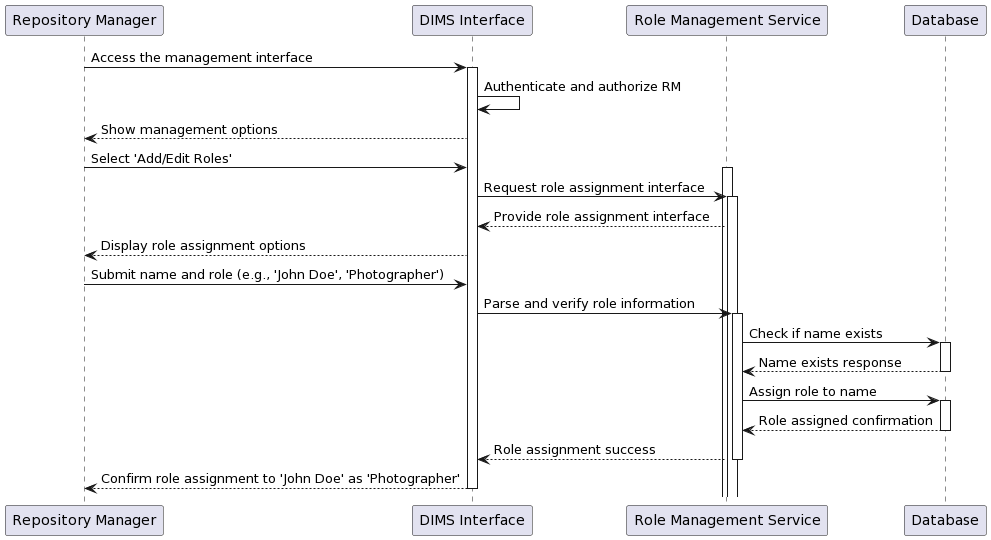 Repository Manager
DIMS Interface
Role Management Service
Database
Access the management interface
Authenticate and authorize RM
Show management options
Select 'Add/Edit Roles'
Request role assignment interface
Provide role assignment interface
Display role assignment options
Submit name and role (e.g., 'John Doe', 'Photographer')
Parse and verify role information
Check if name exists
Name exists response
Assign role to name
Role assigned confirmation
Role assignment success
Confirm role assignment to 'John Doe' as 'Photographer'
Repository Manager
DIMS Interface
Role Management Service
Database